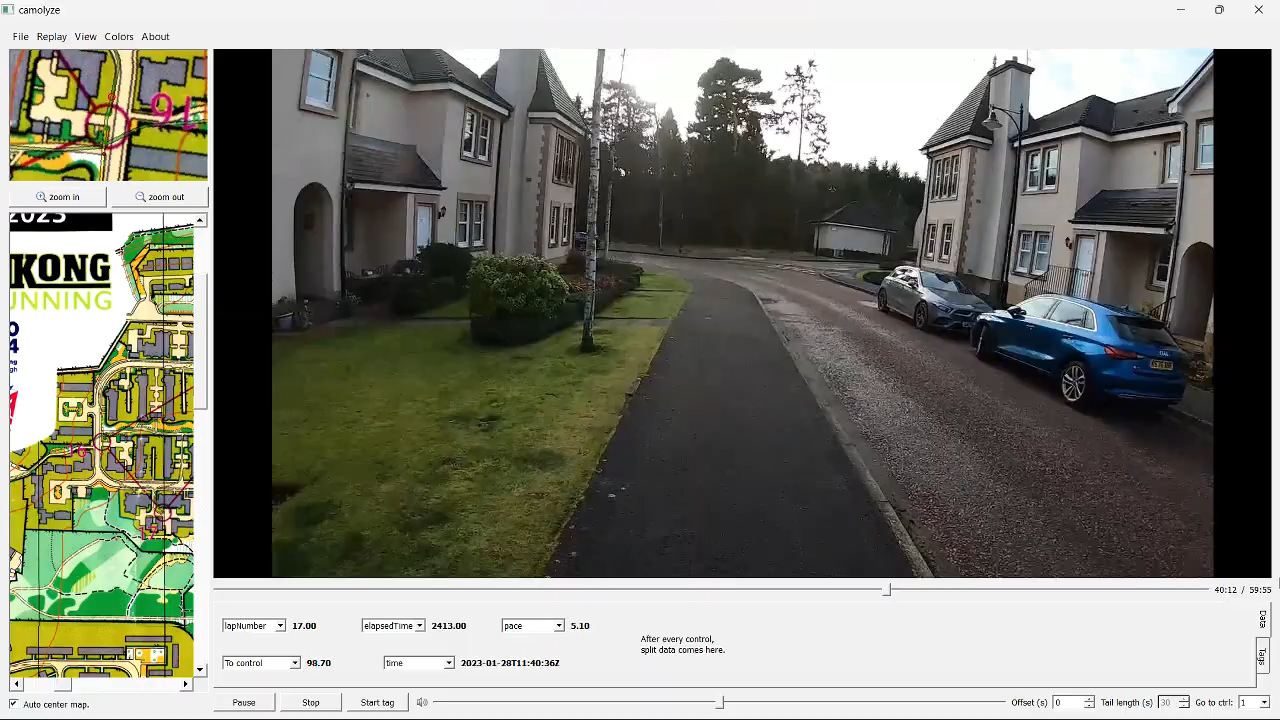 camolyze
File Replay View Colors About
16
zoom in zoom out
2023
KONG
UNNING
16
17
40:12 / 59:55
lapNumber 17.00 elapsedTime 2413.00 pace 5.10
To control 98.70 time 2023-01-28T11:40:36Z
After every control,
split data comes here.
Data
Tags
Auto center map.
Pause Stop Start tag Offset (s) 0 Tail length (s) 30 Go to ctrl: 1